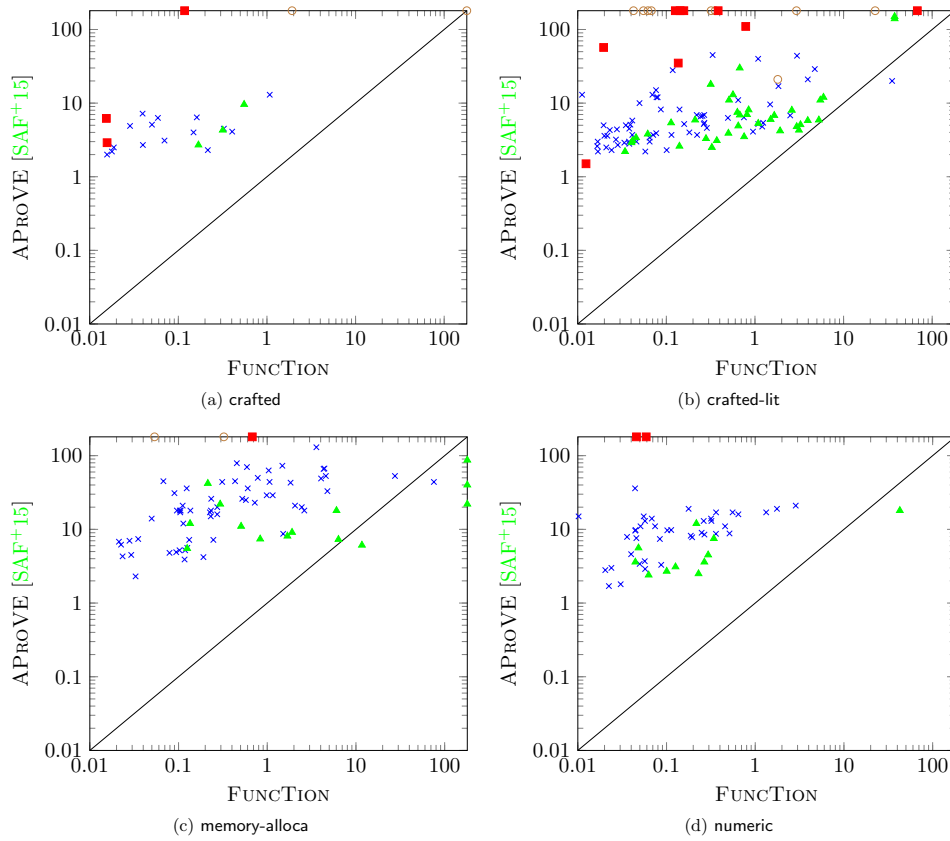 100
10
1
0.1
0.01
0.01 0.1 1 10 100
APROVE [SAF+15]
FUNCTION
(a) crafted
100
10
1
0.1
0.01
0.01 0.1 1 10 100
APROVE [SAF+15]
FUNCTION
(b) crafted-lit
100
10
1
0.1
0.01
0.01 0.1 1 10 100
APROVE [SAF+15]
FUNCTION
(c) memory-alloca
100
10
1
0.1
0.01
0.01 0.1 1 10 100
APROVE [SAF+15]
FUNCTION
(d) numeric